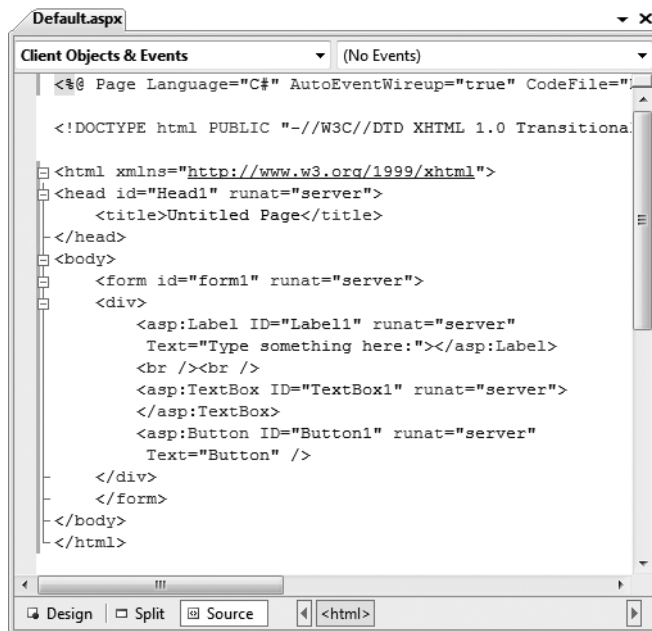 Default.aspx
Client Objects & Events (No Events)
<%@ Page Language="C#" AutoEventWireup="true" CodeFile="
<!DOCTYPE html PUBLIC "-//W3C//DTD XHTML 1.0 Transitiona
<html xmlns="http://www.w3.org/1999/xhtml">
<head id="Head1" runat="server">
<title>Untitled Page</title>
</head>
<body>
<form id="form1" runat="server">
<div>
<asp:Label ID="Label1" runat="server"
Text="Type something here:"></asp:Label>
<br /><br />
<asp:TextBox ID="TextBox1" runat="server">
</asp:TextBox>
<asp:Button ID="Button1" runat="server"
Text="Button" />
</div>
</form>
</body>
</html>
Design Split Source <html>